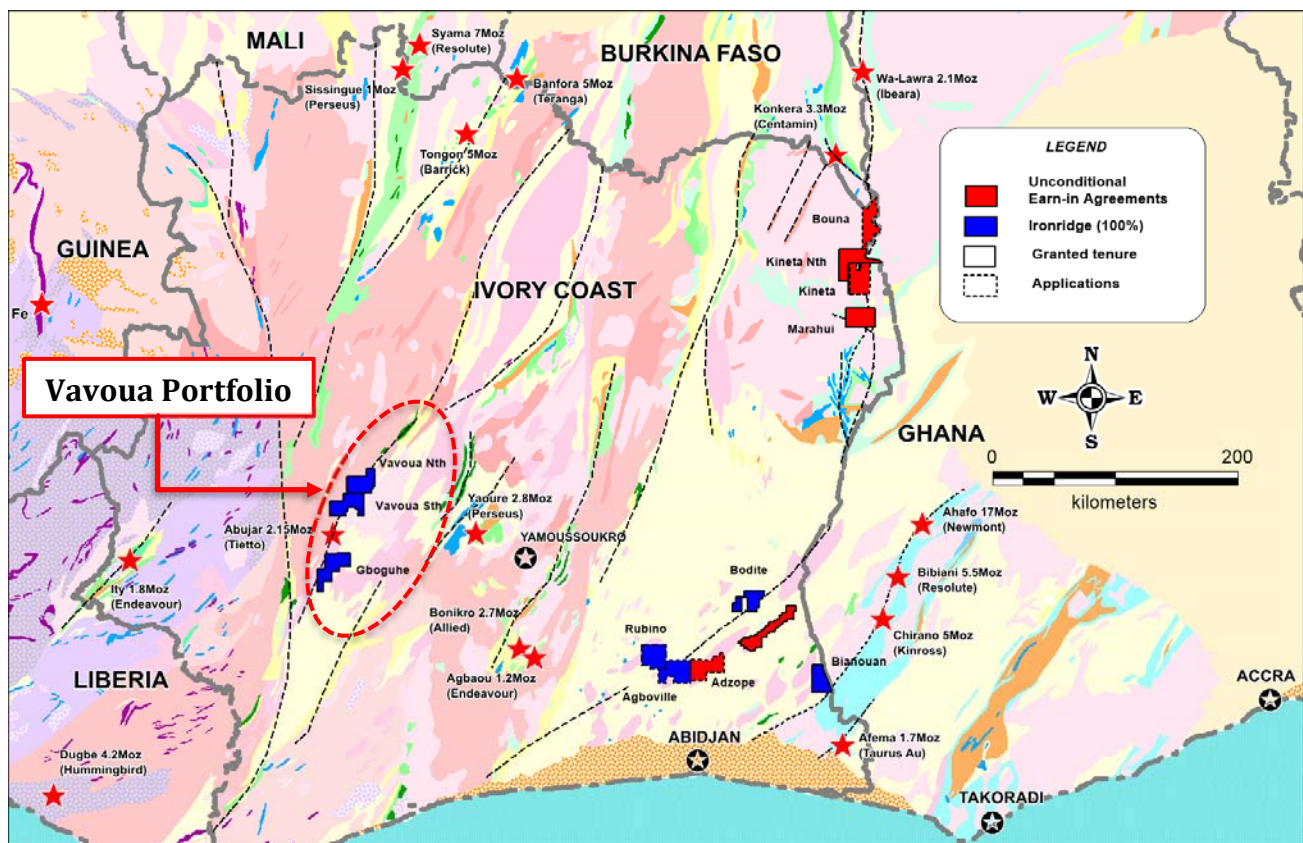 MALI
Syama 7Moz
(Resolute)
BURKINA FASO
Sissingue 1Moz
(Perseus)
Banfora 5Moz
(Teranga)
Wa-Lawra 2.1Moz
(Ibeara)
Konkera 3.3Moz
(Centamin)
Tongon 5Moz
(Barrick)
LEGEND
Unconditional
Earn-in Agreements
Ironridge (100%)
Granted tenure
Applications
Bouna
GUINEA
Kineta Nth
IVORY COAST
Kineta
Fe
Marahui
Vavoua Portfolio
N
W
E
S
GHANA
0
200
kilometers
Vavoua Nth
Vavoua Sth
Yaoure 2.8Moz
(Perseus)
Abujar 2.15Moz
(Tietto)
YAMOUSSOUKRO
Ahafo 17Moz
(Newmont)
Gboguhe
Bodite
Bibiani 5.5Moz
(Resolute)
Ity 1.8Moz
(Endeavour)
Bonikro 2.7Moz
(Allied)
Rubino
Chirano 5Moz
(Kinross)
Bianouan
LIBERIA
Agbaou 1.2Moz
(Endeavour)
Adzope
Agboville
ACCRA
ABIDJAN
Afema 1.7Moz
(Taurus Au)
Dugbe 4.2Moz
(Hummingbird)
TAKORADI